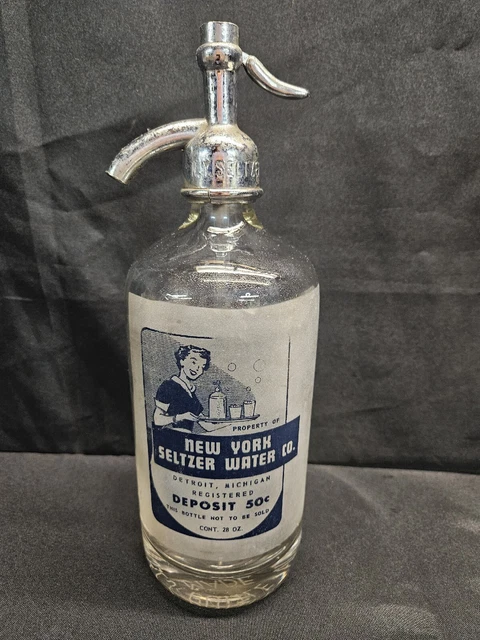 SELTZER
PROPERTY OF
NEW YORK
SELTZER WATER CO.
DETROIT, MICHIGAN
REGISTERED
DEPOSIT 50¢
THIS BOTTLE NOT TO BE SOLD
CONT. 28 OZ.